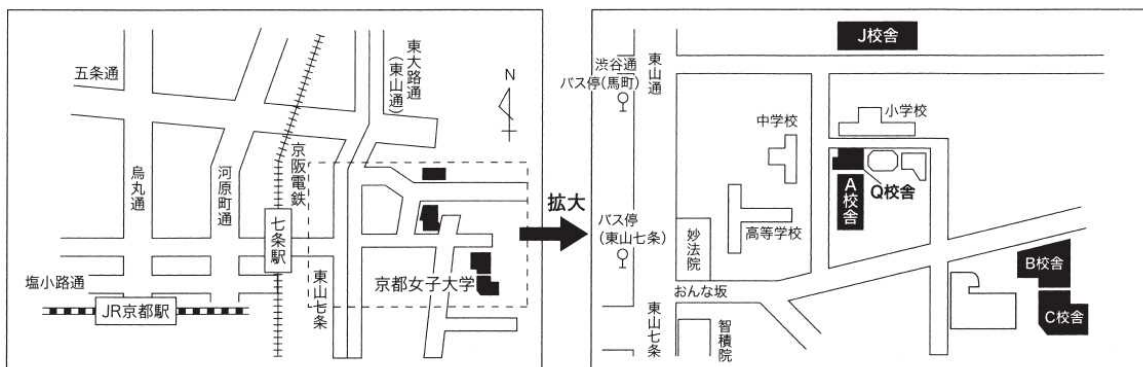 五条通
烏丸通
河原町通
京阪電鉄
七条駅
東大路通
(東山通)
N
塩小路通
JR京都駅
東山七条
京都女子大学
拡大
J校舎
渋谷通
バス停(馬町)
東山通
小学校
中学校
Q校舎
A校舎
高等学校
バス停
(東山七条)
妙法院
おんな坂
B校舎
C校舎
東山七条
智積院